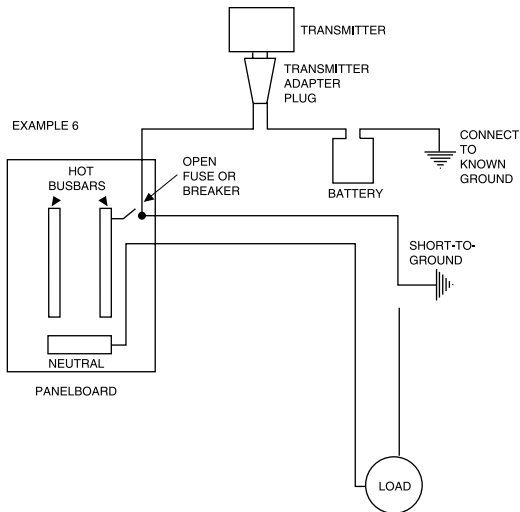 TRANSMITTER
TRANSMITTER
ADAPTER
PLUG
EXAMPLE 6
HOT
BUSBARS
OPEN
FUSE OR
BREAKER
BATTERY
CONNECT
TO
KNOWN
GROUND
SHORT-TO-
GROUND
NEUTRAL
PANELBOARD
LOAD